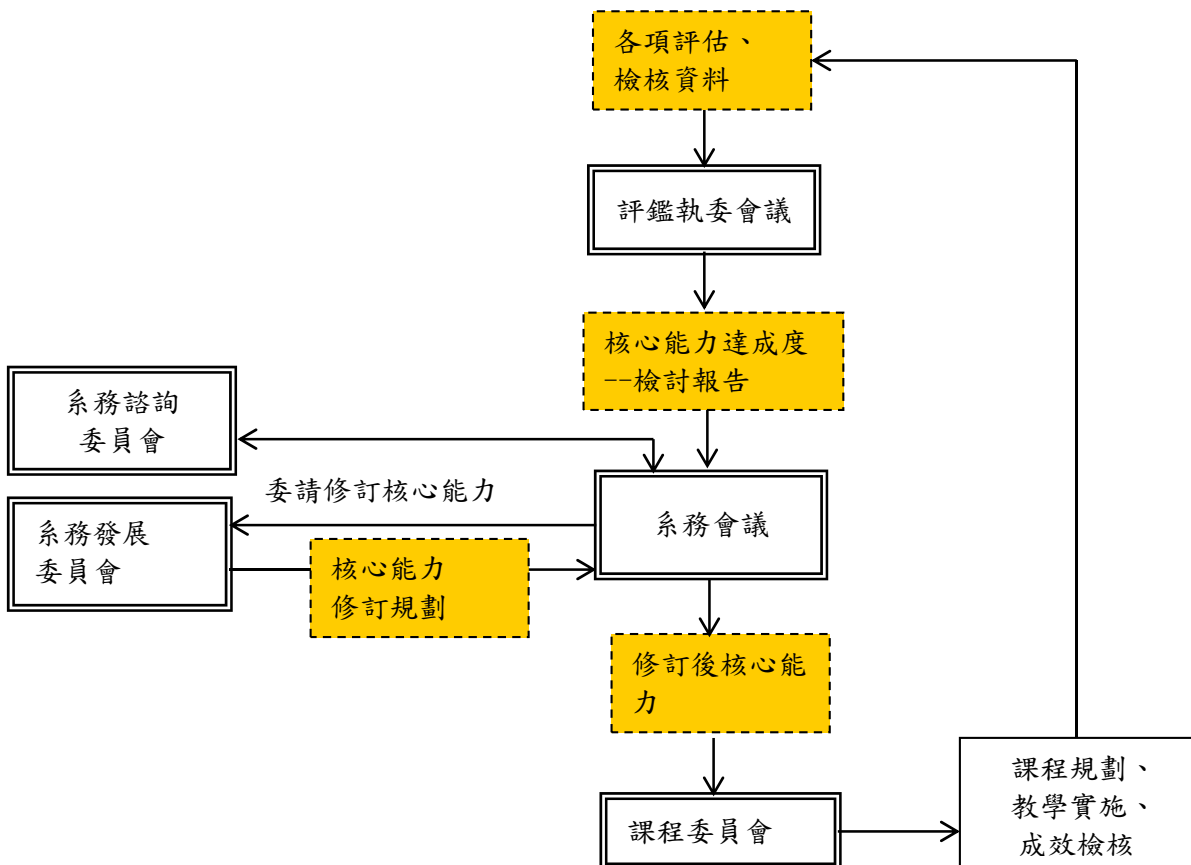 各項評估、
檢核資料
評鑑執委會議
核心能力達成度
--檢討報告
系務諮詢
委員會
委請修訂核心能力
系務會議
系務發展
委員會
核心能力
修訂規劃
修訂後核心能
力
課程規劃、
教學實施、
成效檢核
課程委員會